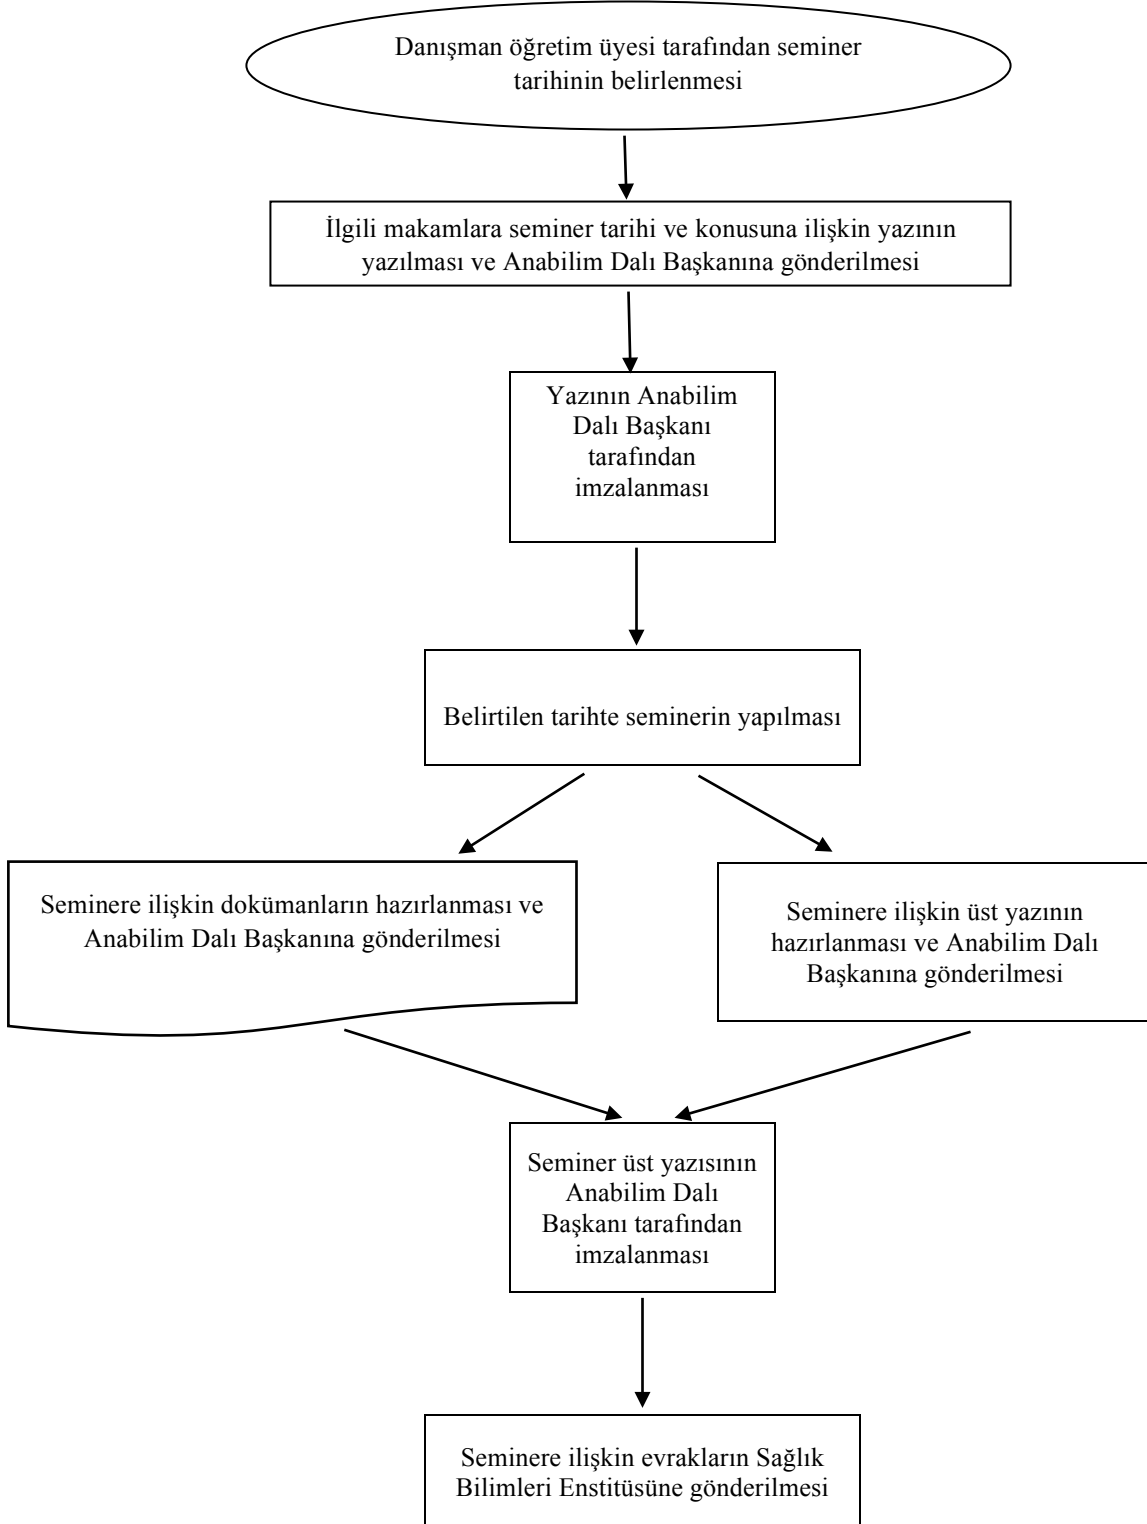 Danışman öğretim üyesi tarafından seminer
tarihinin belirlenmesi
İlgili makamlara seminer tarihi ve konusuna ilişkin yazının
yazılması ve Anabilim Dalı Başkanına gönderilmesi
Yazının Anabilim
Dalı Başkanı
tarafından
imzalanması
Belirtilen tarihte seminerin yapılması
Seminere ilişkin dokümanların hazırlanması ve
Anabilim Dalı Başkanına gönderilmesi
Seminere ilişkin üst yazının
hazırlanması ve Anabilim Dalı
Başkanına gönderilmesi
Seminer üst yazısının
Anabilim Dalı
Başkanı tarafından
imzalanması
Seminere ilişkin evrakların Sağlık
Bilimleri Enstitüsüne gönderilmesi